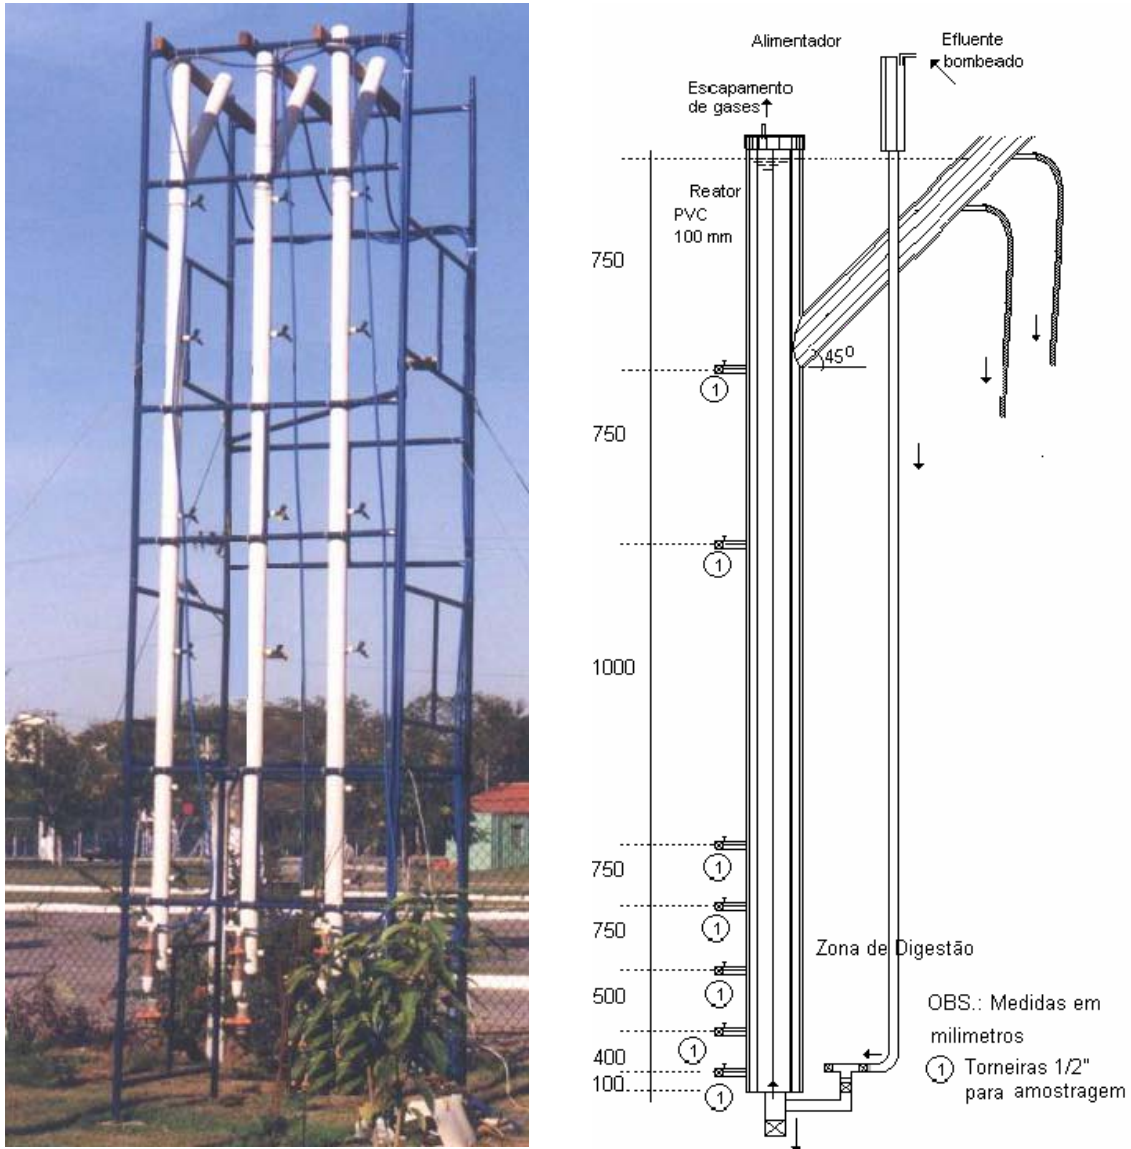 Alimentador
Efluente
bombeado
Escapamento
de gases
Reator
PVC
100 mm
750
45º
1
750
1
1000
1
750
1
750
Zona de Digestão
1
500
OBS.: Medidas em
milimetros
1
400
1 Torneiras 1/2"
para amostragem
100
1